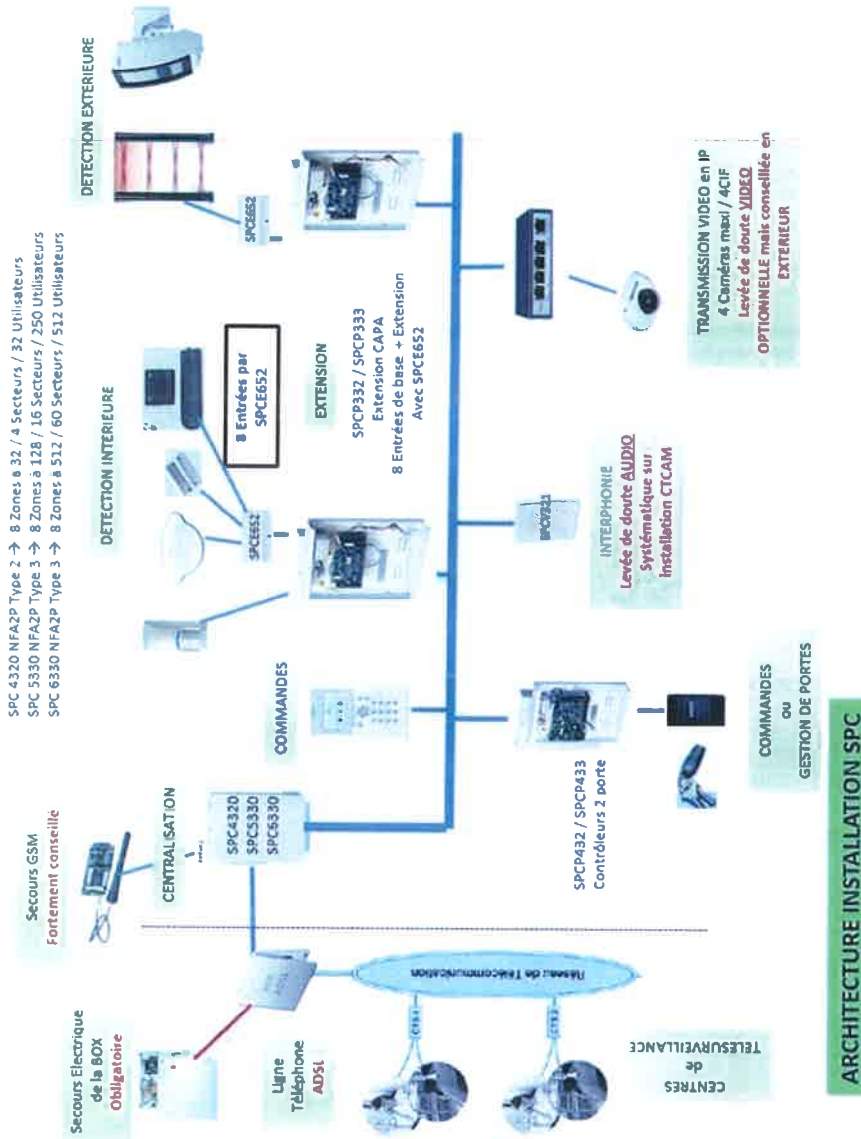 SPC 4320 NFA2P Type 2 → 8 Zones à 32 / 4 Secteurs / 32 Utilisateurs
SPC 5330 NFA2P Type 3 → 8 Zones à 128 / 16 Secteurs / 250 Utilisateurs
SPC 6330 NFA2P Type 3 → 8 Zones à 512 / 60 Secteurs / 512 Utilisateurs
Secours Electrique
de la BOX
Obligatoire
Secours GSM
Fortement conseillé
CENTRALISATION
SPC4320
SPC5330
SPC6330
COMMANDES
DETECTION INTERIEURE
SPCE652
8 Entrées par
SPCE652
EXTENSION
SPCP332 / SPCP333
Extension CAPA
8 Entrées de base + Extension
Avec SPCE652
DETECTION EXTERIEURE
SPCE652
Ligne
Téléphone
ADSL
ADSL
Réseau de Télécommunication
CTS1
CTS2
CENTRES
de
TELESURVEILLANCE
SPCP432 / SPCP433
Contrôleurs 2 porte
COMMANDES
ou
GESTION DE PORTES
INTERPHONIE
Levée de doute AUDIO
Systématique sur
Installation CTCAM
TRANSMISSION VIDEO en IP
4 Caméras maxi / 4CIF
Levée de doute VIDEO
OPTIONNELLE mais conseillée en
EXTERIEUR
ARCHITECTURE INSTALLATION SPC